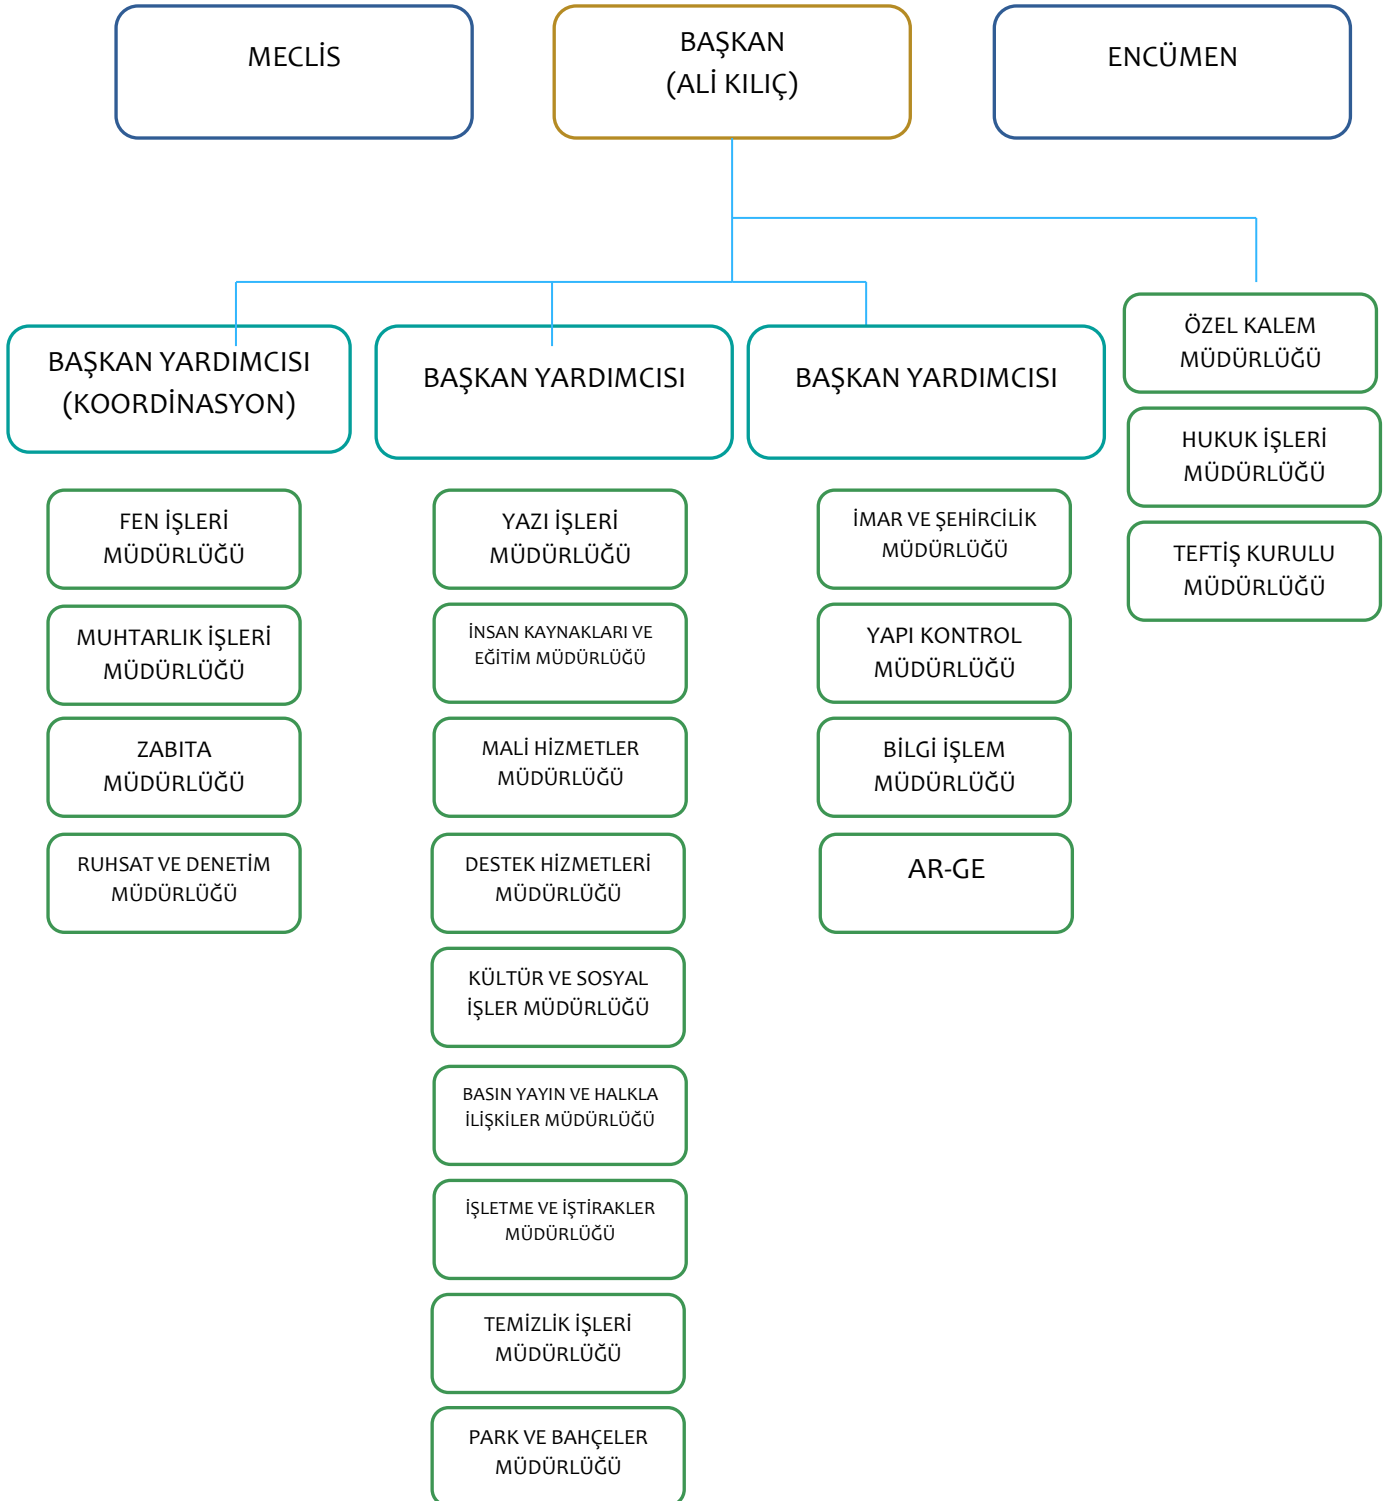 MECLİS
BAŞKAN
(ALİ KILIÇ)
ENCÜMEN
BAŞKAN YARDIMCISI
(KOORDİNASYON)
BAŞKAN YARDIMCISI
BAŞKAN YARDIMCISI
ÖZEL KALEM
MÜDÜRLÜĞÜ
HUKUK İŞLERİ
MÜDÜRLÜĞÜ
TEFTİŞ KURULU
MÜDÜRLÜĞÜ
FEN İŞLERİ
MÜDÜRLÜĞÜ
MUHTARLIK İŞLERİ
MÜDÜRLÜĞÜ
ZABITA
MÜDÜRLÜĞÜ
RUHSAT VE DENETİM
MÜDÜRLÜĞÜ
YAZI İŞLERİ
MÜDÜRLÜĞÜ
İNSAN KAYNAKLARI VE
EĞİTİM MÜDÜRLÜĞÜ
MALİ HİZMETLER
MÜDÜRLÜĞÜ
DESTEK HİZMETLERİ
MÜDÜRLÜĞÜ
KÜLTÜR VE SOSYAL
İŞLER MÜDÜRLÜĞÜ
BASIN YAYIN VE HALKLA
İLİŞKİLER MÜDÜRLÜĞÜ
İŞLETME VE İŞTİRAKLER
MÜDÜRLÜĞÜ
TEMİZLİK İŞLERİ
MÜDÜRLÜĞÜ
PARK VE BAHÇELER
MÜDÜRLÜĞÜ
İMAR VE ŞEHİRCİLİK
MÜDÜRLÜĞÜ
YAPI KONTROL
MÜDÜRLÜĞÜ
BİLGİ İŞLEM
MÜDÜRLÜĞÜ
AR-GE